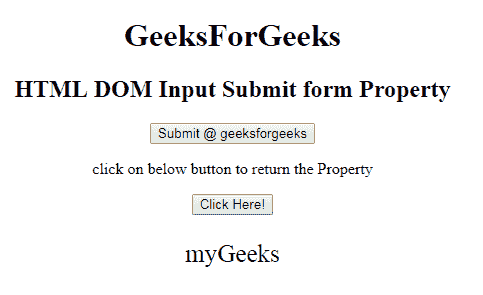 GeeksForGeeks
HTML DOM Input Submit form Property
Submit @ geeksforgeeks
click on below button to return the Property
Click Here!
myGeeks